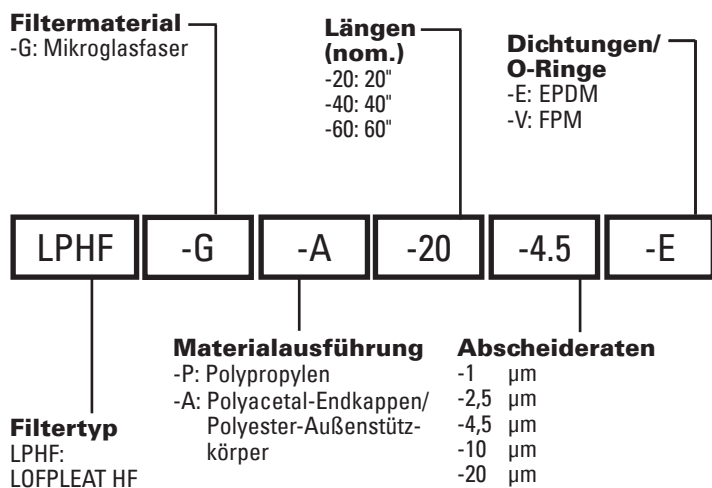 Filtermaterial
-G: Mikroglasfaser
Längen
(nom.)
-20: 20"
-40: 40"
-60: 60"
Dichtungen/
O-Ringe
-E: EPDM
-V: FPM
LPHF -G -A -20 -4.5 -E
Filtertyp
LPHF:
LOFPLEAT HF
Materialausführung
-P: Polypropylen
-A: Polyacetal-Endkappen/
Polyester-Außenstütz-
körper
Abscheideraten
-1 µm
-2,5 µm
-4,5 µm
-10 µm
-20 µm